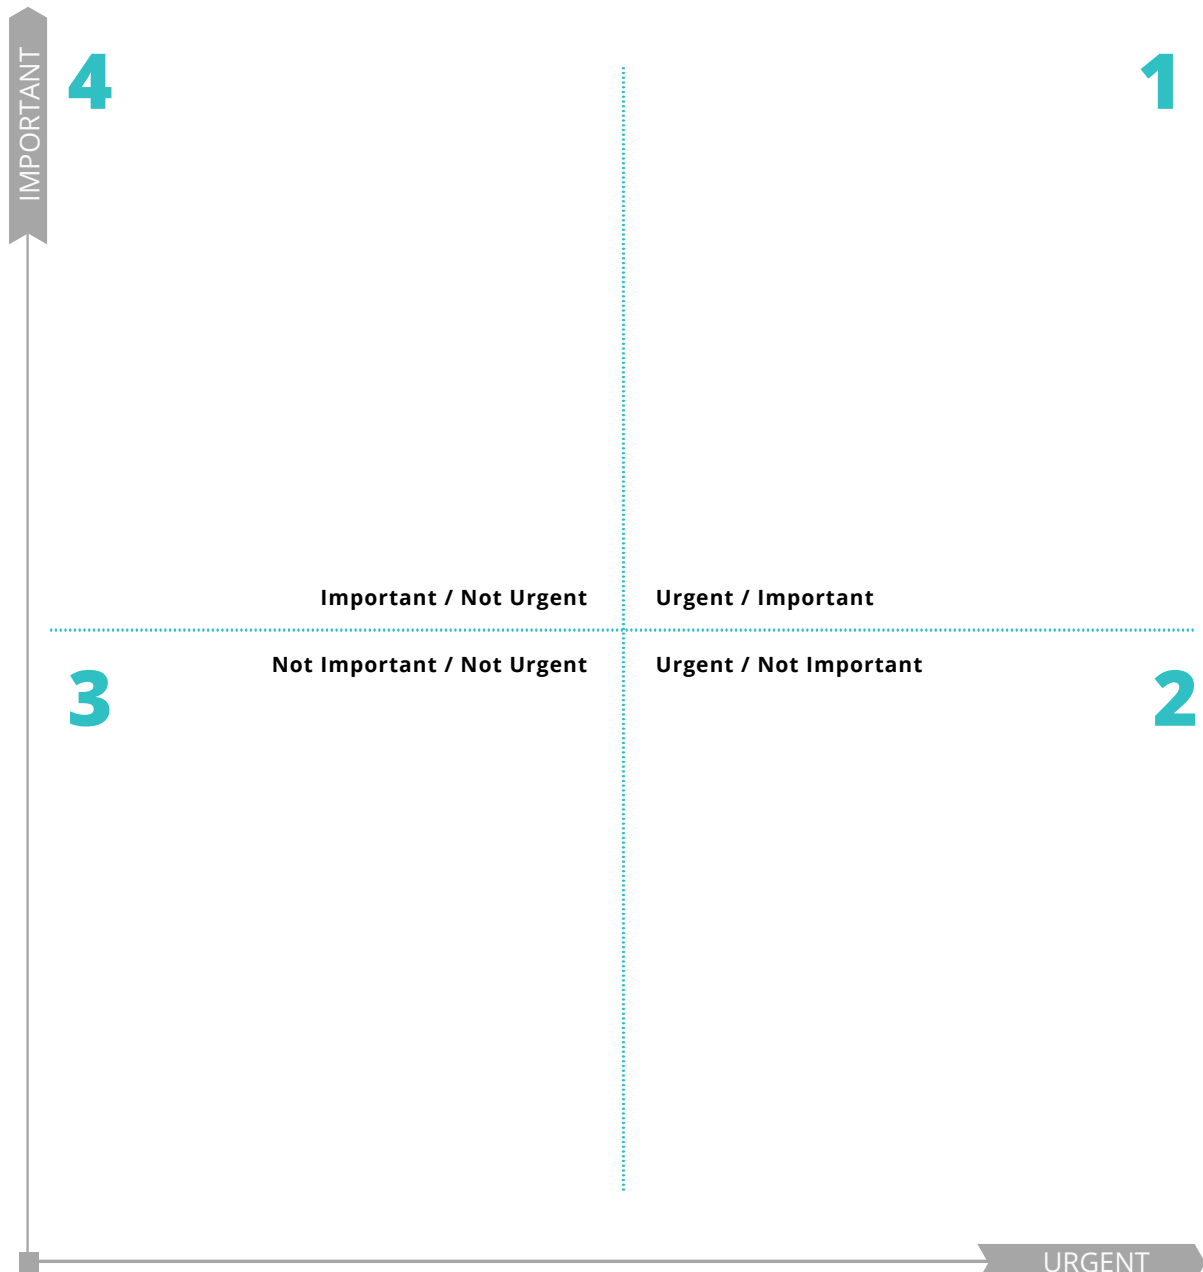 IMPORTANT
4
1
Important / Not Urgent
Urgent / Important
Not Important / Not Urgent
Urgent / Not Important
3
2
URGENT